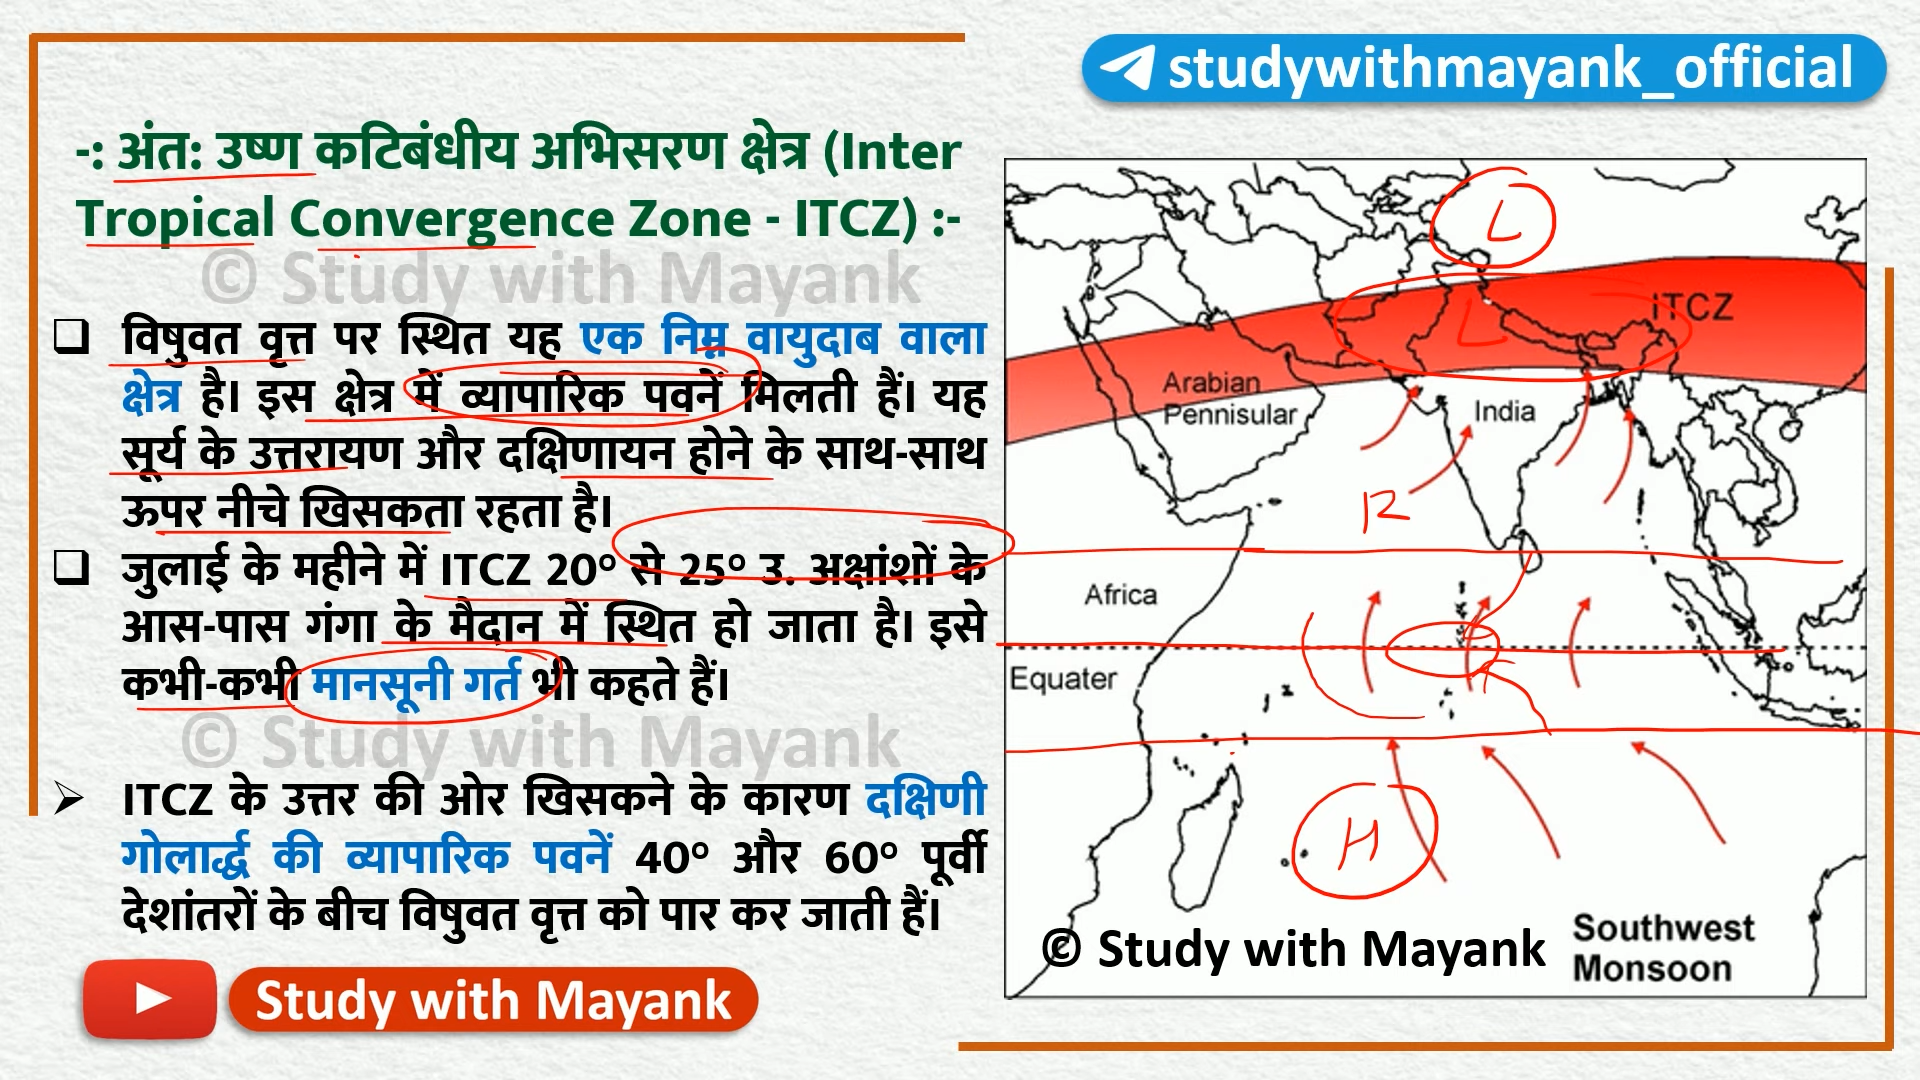 studywithmayank_official
-: अंत: उष्ण कटिबंधीय अभिसरण क्षेत्र (Inter
Tropical Convergence Zone - ITCZ) :-
© Study with Mayank
❑ विषुवत वृत्त पर स्थित यह एक निम्न वायुदाब वाला
क्षेत्र है। इस क्षेत्र में व्यापारिक पवनें मिलती हैं। यह
सूर्य के उत्तरायण और दक्षिणायन होने के साथ-साथ
ऊपर नीचे खिसकता रहता है।
❑ जुलाई के महीने में ITCZ 20° से 25° उ. अक्षांशों के
आस-पास गंगा के मैदान में स्थित हो जाता है। इसे
कभी-कभी मानसूनी गर्त भी कहते हैं।
© Study with Mayank
➢ ITCZ के उत्तर की ओर खिसकने के कारण दक्षिणी
गोलार्द्ध की व्यापारिक पवनें 40° और 60° पूर्वी
देशांतरों के बीच विषुवत वृत्त को पार कर जाती हैं।
Study with Mayank
L
ITCZ
L
Arabian
Pennisular
India
R
Africa
Equater
H
© Study with Mayank
Southwest
Monsoon